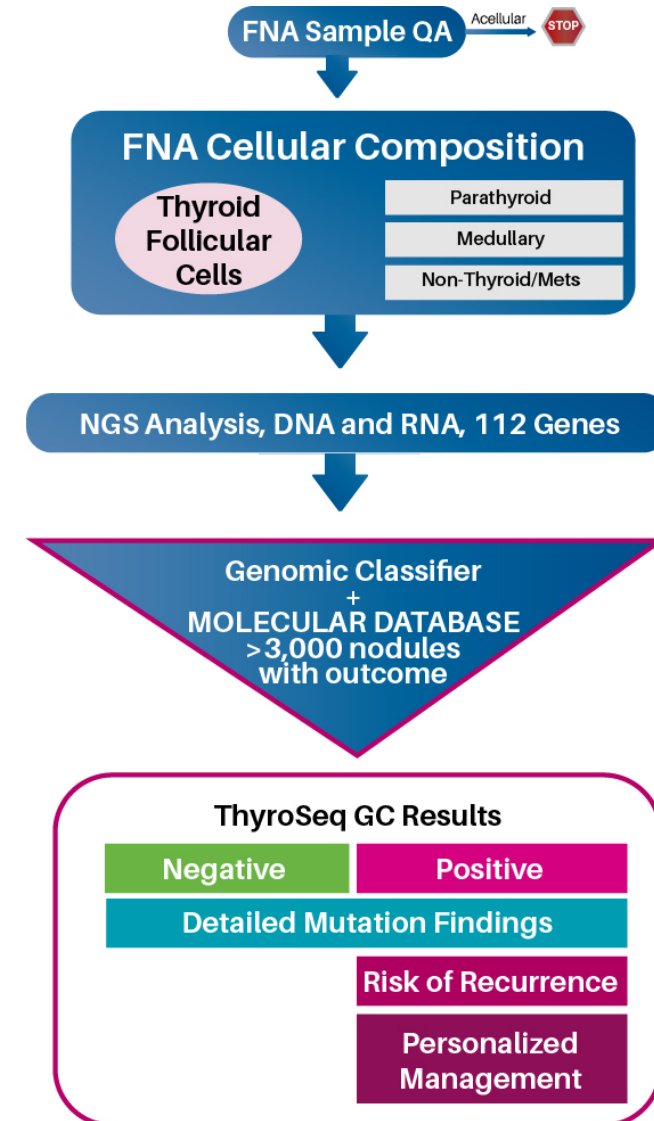 FNA Sample QA
Acellular
STOP
FNA Cellular Composition
Thyroid
Follicular
Cells
Parathyroid
Medullary
Non-Thyroid/Mets
NGS Analysis, DNA and RNA, 112 Genes
Genomic Classifier
+
MOLECULAR DATABASE
>3,000 nodules
with outcome
ThyroSeq GC Results
Negative
Positive
Detailed Mutation Findings
Risk of Recurrence
Personalized
Management